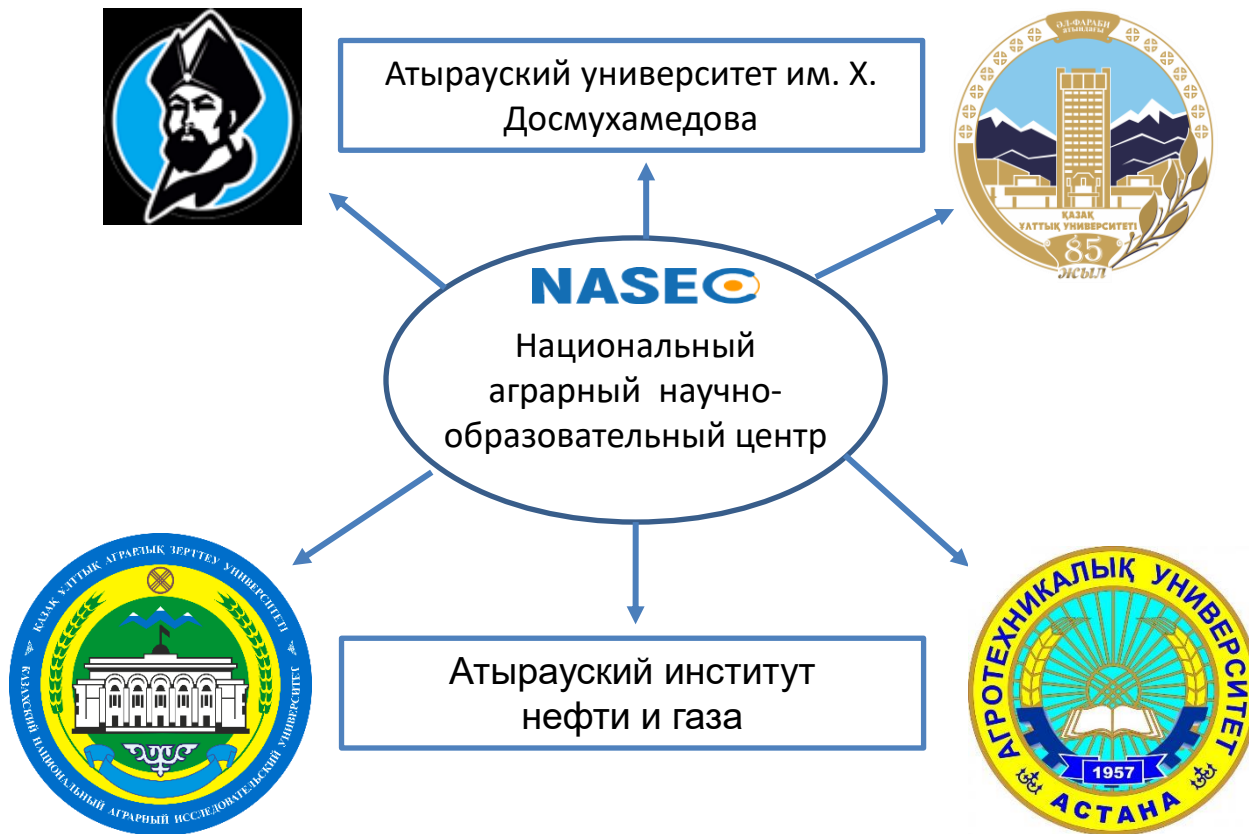 Атырауский университет им. Х.
Досмухамедова
ӘЛ-ФАРАБИ
атындағы
ҚАЗАҚ
ҰЛТТЫҚ УНИВЕРСИТЕТІ
85
ЖЫЛ
NASEC
Национальный
аграрный научно-
образовательный центр
ҚАЗАҚ ҰЛТТЫҚ АГРАРЛЫҚ ЗЕРТТЕУ УНИВЕРСИТЕТІ
КАЗАХСКИЙ НАЦИОНАЛЬНЫЙ АГРАРНЫЙ ИССЛЕДОВАТЕЛЬСКИЙ УНИВЕРСИТЕТ
Атырауский институт
нефти и газа
АГРОТЕХНИКАЛЫҚ УНИВЕРСИТЕТ
1957
АСТАНА